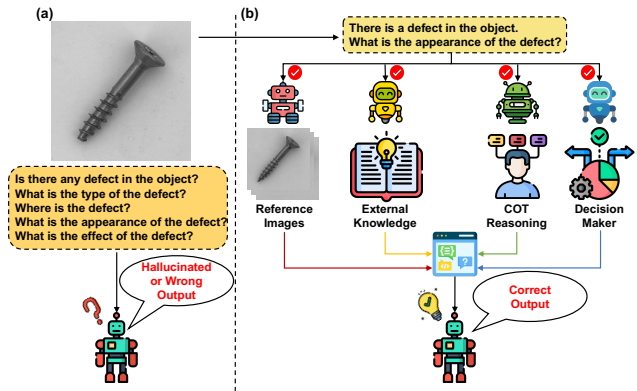 (a)
(b)
There is a defect in the object.
What is the appearance of the defect?
Is there any defect in the object?
What is the type of the defect?
Where is the defect?
What is the appearance of the defect?
What is the effect of the defect?
Reference
Images
External
Knowledge
COT
Reasoning
Decision
Maker
Hallucinated
or Wrong
Output
Correct
Output